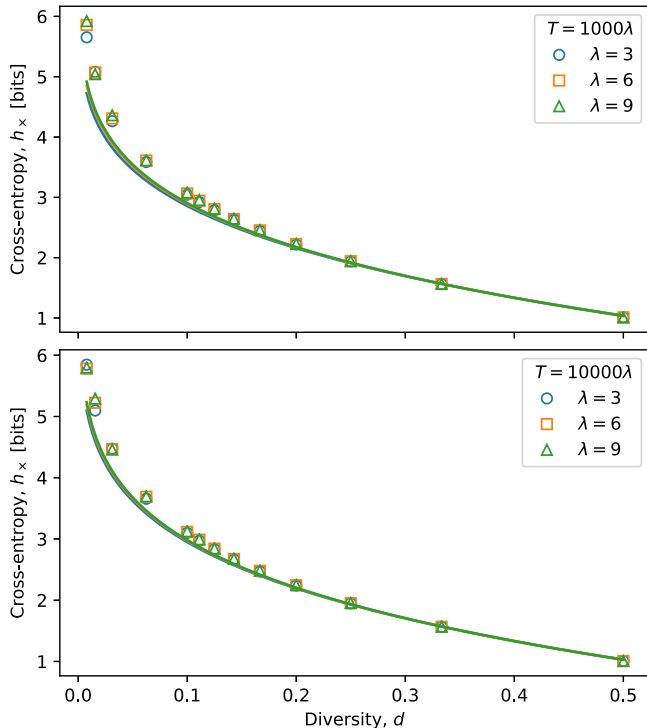 6
5
4
3
2
1
Cross-entropy, h× [bits]
T = 1000λ
λ = 3
λ = 6
λ = 9
6
5
4
3
2
1
Cross-entropy, h× [bits]
T = 10000λ
λ = 3
λ = 6
λ = 9
0.0 0.1 0.2 0.3 0.4 0.5
Diversity, d